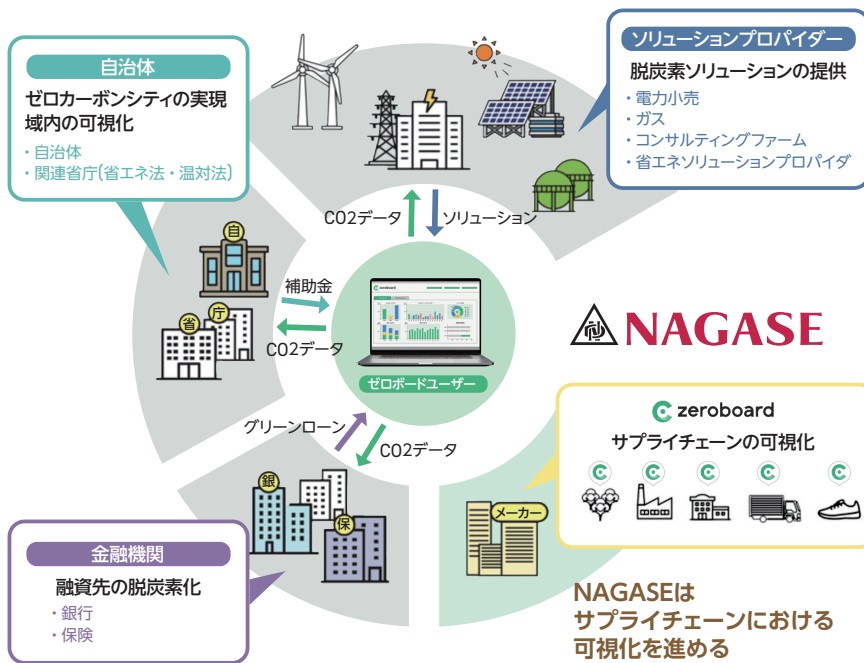 自治体
ゼロカーボンシティの実現
域内の可視化
・自治体
・関連省庁(省エネ法・温対法)
ソリューションプロバイダー
脱炭素ソリューションの提供
・電力小売
・ガス
・コンサルティングファーム
・省エネソリューションプロバイダ
CO2データ
ソリューション
自
補助金
省
庁
CO2データ
zeroboard
ゼロボードユーザー
NAGASE
グリーンローン
CO2データ
銀
保
メーカー
zeroboard
サプライチェーンの可視化
金融機関
融資先の脱炭素化
・銀行
・保険
NAGASEは
サプライチェーンにおける
可視化を進める